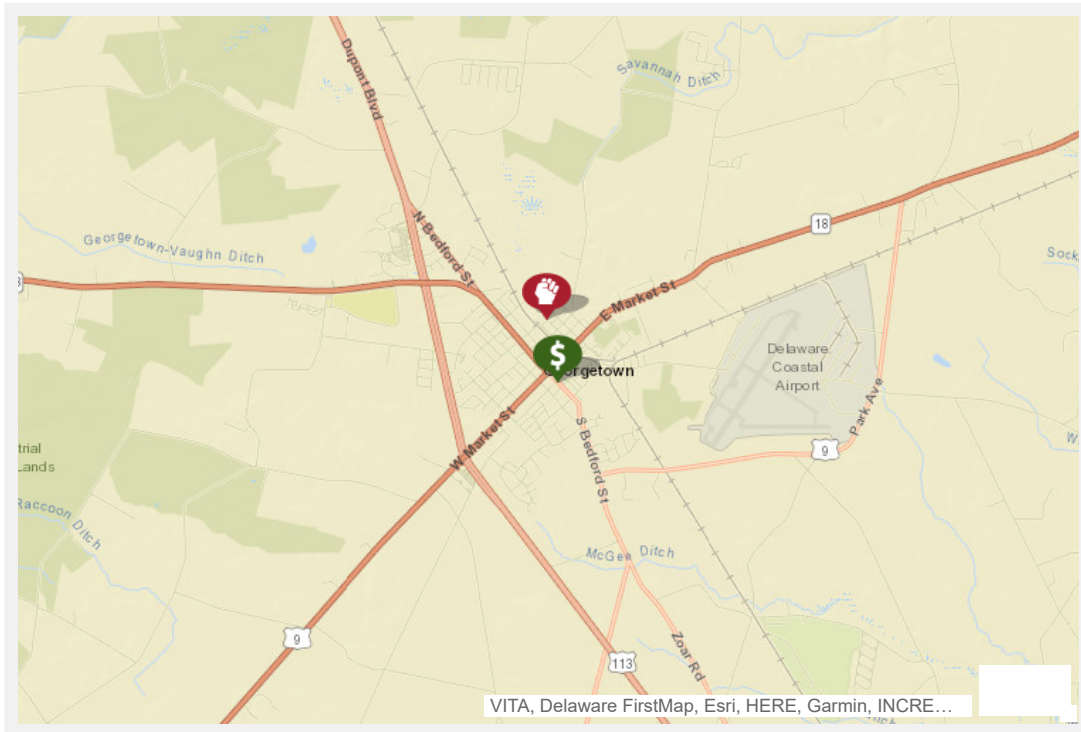 Dupont Blvd
Savannah Ditch
N Bedford St
18
Georgetown-Vaughn Ditch
Sock
E Market St
$
Georgetown
Delaware
Coastal
Airport
Park Ave
9
W Market St
S Bedford St
trial
Lands
Raccoon Ditch
W
McGee Ditch
9
113
Zoar Rd
VITA, Delaware FirstMap, Esri, HERE, Garmin, INCRE…